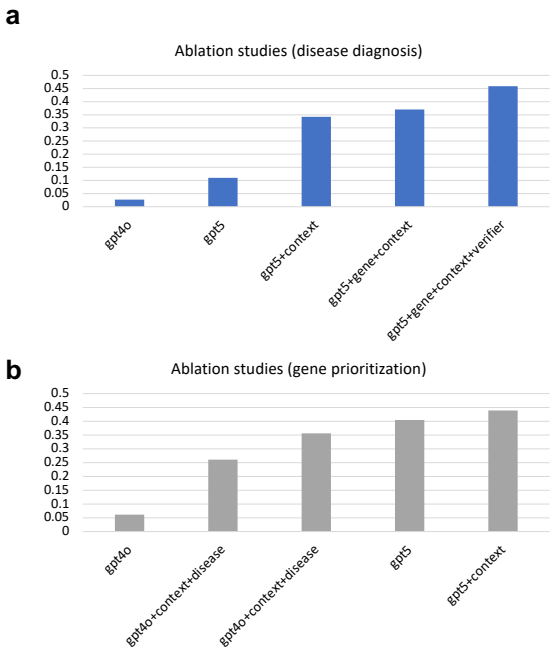 a
Ablation studies (disease diagnosis)
0.5
0.45
0.4
0.35
0.3
0.25
0.2
0.15
0.1
0.05
0
gpt4o
gpt5
gpt5+context
gpt5+gene+context
gpt5+gene+context+verifier
b
Ablation studies (gene prioritization)
0.5
0.45
0.4
0.35
0.3
0.25
0.2
0.15
0.1
0.05
0
gpt4o
gpt4o+context+disease
gpt4o+context+disease
gpt5
gpt5+context